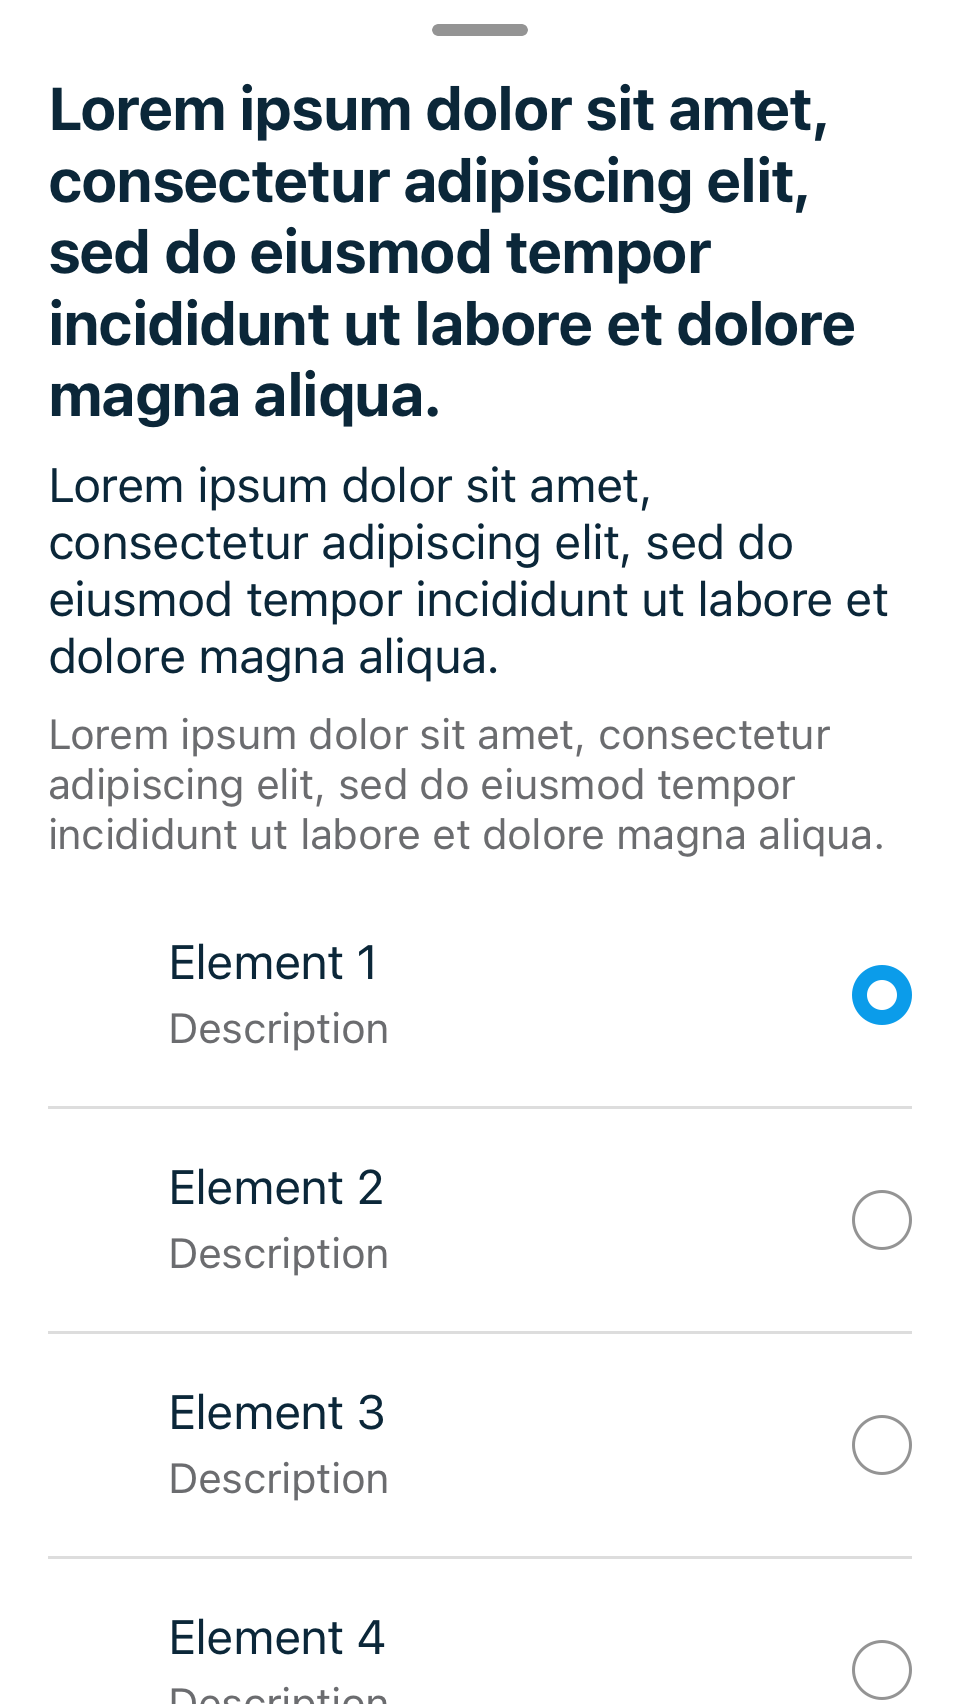 Lorem ipsum dolor sit amet,
consectetur adipiscing elit,
sed do eiusmod tempor
incididunt ut labore et dolore
magna aliqua.
Lorem ipsum dolor sit amet,
consectetur adipiscing elit, sed do
eiusmod tempor incididunt ut labore et
dolore magna aliqua.
Lorem ipsum dolor sit amet, consectetur
adipiscing elit, sed do eiusmod tempor
incididunt ut labore et dolore magna aliqua.
Element 1
Description
Element 2
Description
Element 3
Description
Element 4
Description